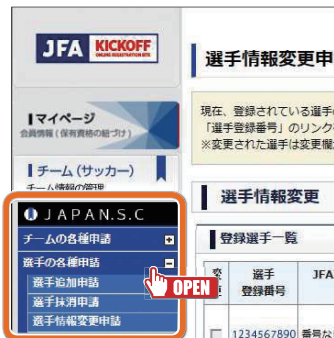 JFA KICKOFF
ONLINE REGISTRATION SITE
選手情報変更申
マイページ
会員情報（保有資格の紐づけ）
現在、登録されている選手の
「選手登録番号」のリンク
※変更された選手は変更欄
チーム（サッカー）
チーム情報の管理
JAPAN.S.C
選手情報変更
チームの各種申請
登録選手一覧
選手の各種申請
OPEN
選手 JFA
登録番号
選手追加申請
選手抹消申請
選手情報変更申請
1234567890 番号な